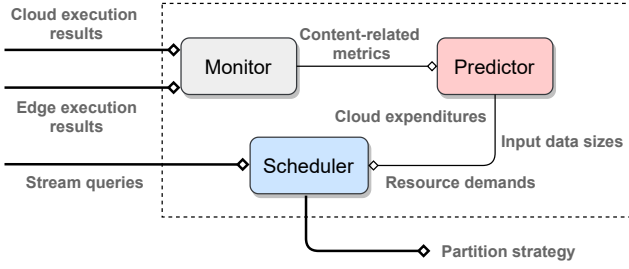 Cloud execution
results
Content-related
metrics
Monitor
Predictor
Edge execution
results
Cloud expenditures
Input data sizes
Scheduler
Stream queries
Resource demands
Partition strategy